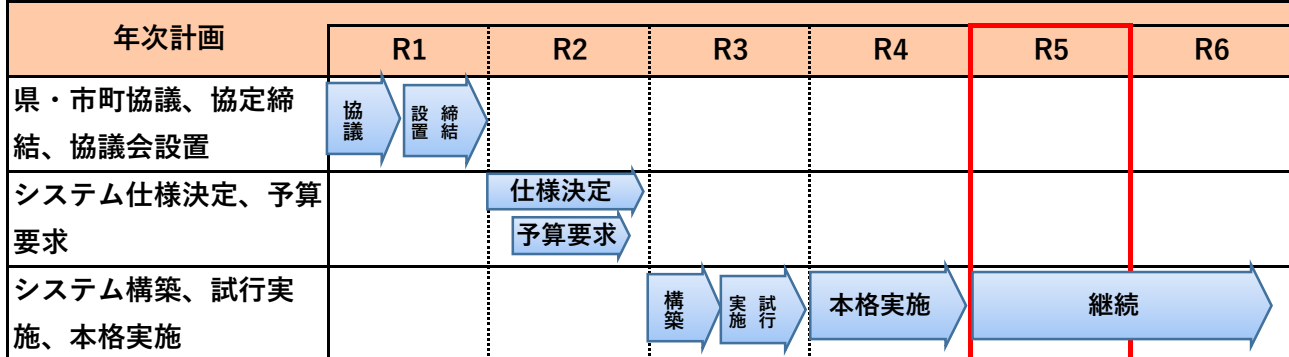 年次計画
R1 R2 R3 R4 R5 R6
県・市町協議、協定締
結、協議会設置
協議
締結
設置
システム仕様決定、予算
要求
仕様決定
予算要求
システム構築、試行実
施、本格実施
構築
試行
実施
本格実施
継続